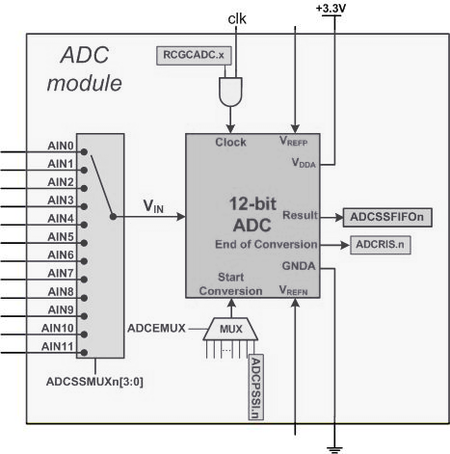 clk
+3.3V
ADC
module
RCGCADC.x
AIN0
AIN1
AIN2
AIN3
AIN4
AIN5
AIN6
AIN7
AIN8
AIN9
AIN10
AIN11
ADCSSMUXn[3:0]
VIN
Clock
VREFP
VDDA
12-bit
ADC
Result
End of Conversion
GNDA
Start
Conversion
VREFN
ADCSSFIFOn
ADCRIS.n
ADCEMUX
MUX
...
ADCPSSI.n